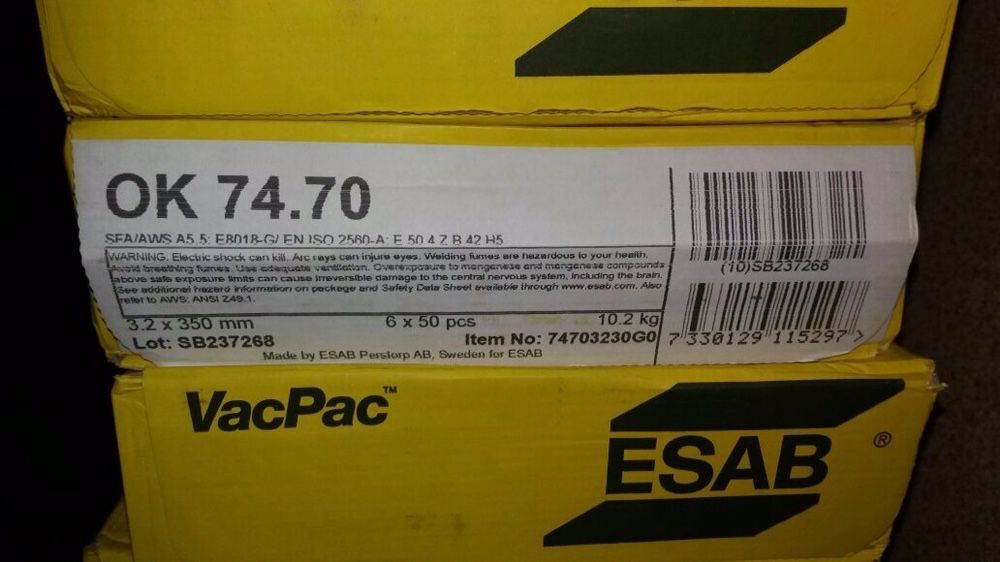 OK 74.70
SFA/AWS A5.5: E8018-G/ EN ISO 2560-A: E 50 4 Z B 42 H5
WARNING. Electric shock can kill. Arc rays can injure eyes. Welding fumes are hazardous to your health.
Avoid breathing fumes. Use adequate ventilation. Overexposure to manganese and manganese compounds
above safe exposure limits can cause irreversible damage to the central nervous system, including the brain.
See additional hazard information on package and Safety Data Sheet available through www.esab.com. Also
refer to AWS: ANSI Z49.1.
3.2 x 350 mm 6 x 50 pcs 10.2 kg
Lot: SB237268 Item No: 74703230G0
Made by ESAB Perstorp AB, Sweden for ESAB
(10)SB237268
7 330129 115297 >
VacPac™
ESAB®